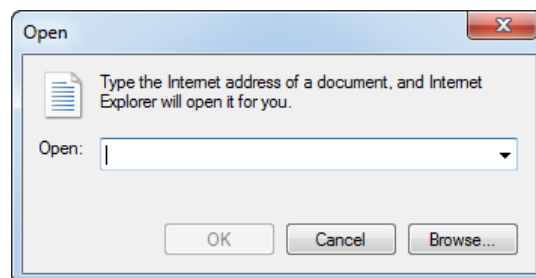 Open
Type the Internet address of a document, and Internet
Explorer will open it for you.
Open:
OK Cancel Browse...